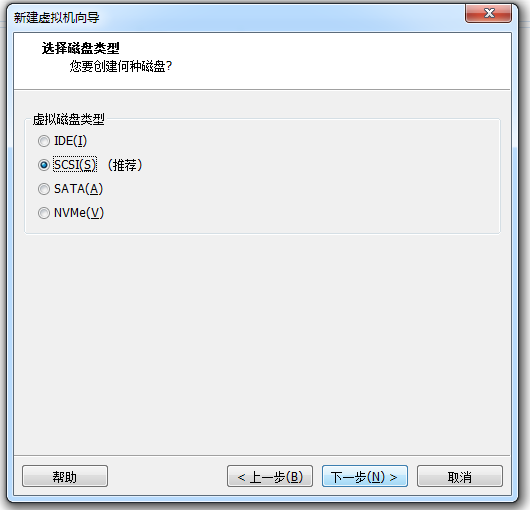 新建虚拟机向导
选择磁盘类型
您要创建何种磁盘?
虚拟磁盘类型
IDE(I)
SCSI(S) （推荐）
SATA(A)
NVMe(V)
帮助 < 上一步(B) 下一步(N) > 取消